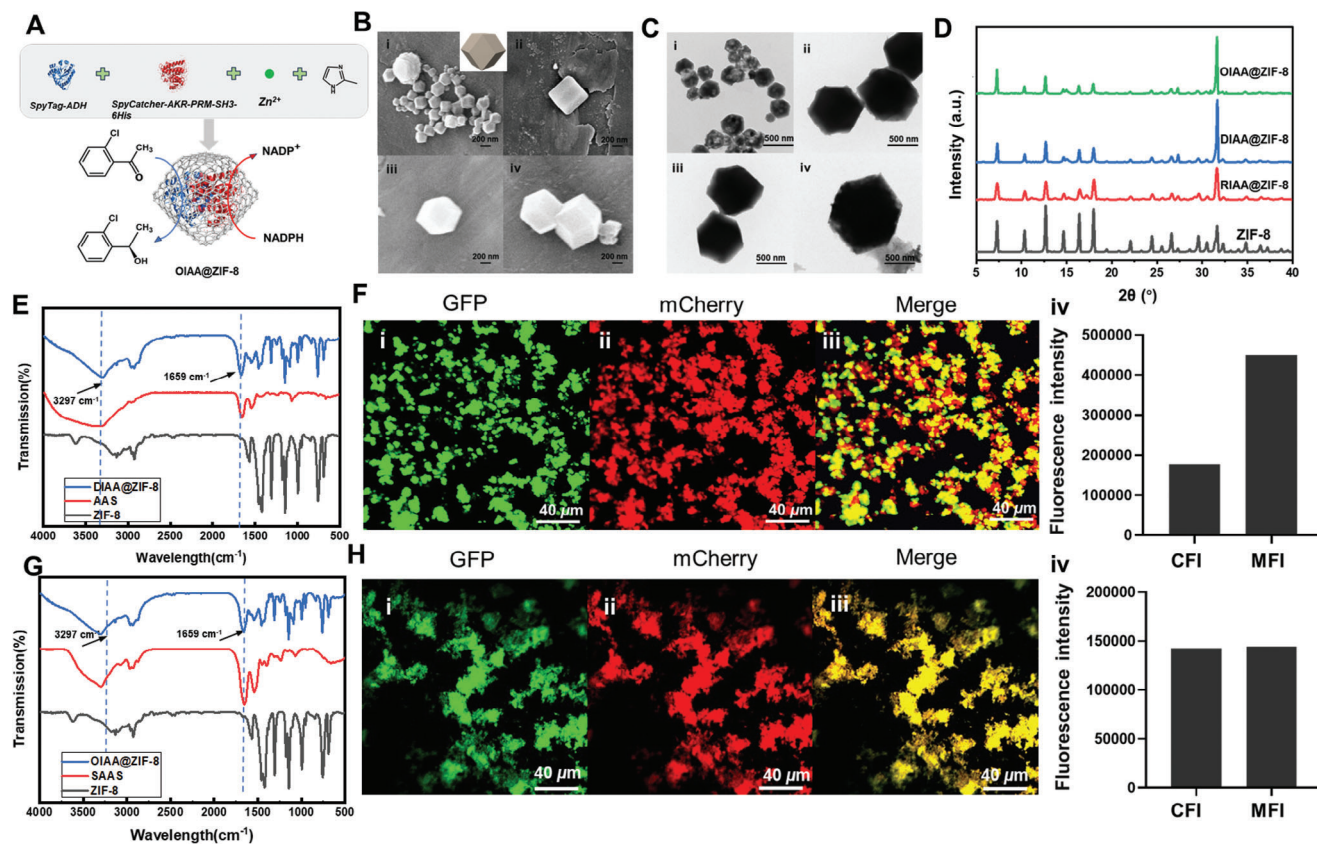 A
SpyTag-ADH
SpyCatcher-AKR-PRM-SH3-
6His
Zn2+
N
N
H
Cl
CH3
O
NADP+
Cl
CH3
OH
NADPH
OIAA@ZIF-8
B
i
200 nm
ii
200 nm
iii
200 nm
iv
200 nm
C
i
500 nm
ii
500 nm
iii
500 nm
iv
500 nm
D
Intensity (a.u.)
OIAA@ZIF-8
DIAA@ZIF-8
RIAA@ZIF-8
ZIF-8
5 10 15 20 25 30 35 40
2θ (°)
E
Transmission(%)
3297 cm-1
1659 cm-1
DIAA@ZIF-8
AAS
ZIF-8
4000 3500 3000 2500 2000 1500 1000 500
Wavelength(cm-1)
F
GFP
mCherry
Merge
i
40 µm
ii
40 µm
iii
40 µm
iv
Fluorescence intensity
500000
400000
300000
200000
100000
0
CFI MFI
G
Transmission(%)
3297 cm-1
1659 cm-1
OIAA@ZIF-8
SAAS
ZIF-8
4000 3500 3000 2500 2000 1500 1000 500
Wavelength(cm-1)
H
GFP
mCherry
Merge
i
40 µm
ii
40 µm
iii
40 µm
iv
Fluorescence intensity
200000
150000
100000
50000
0
CFI MFI